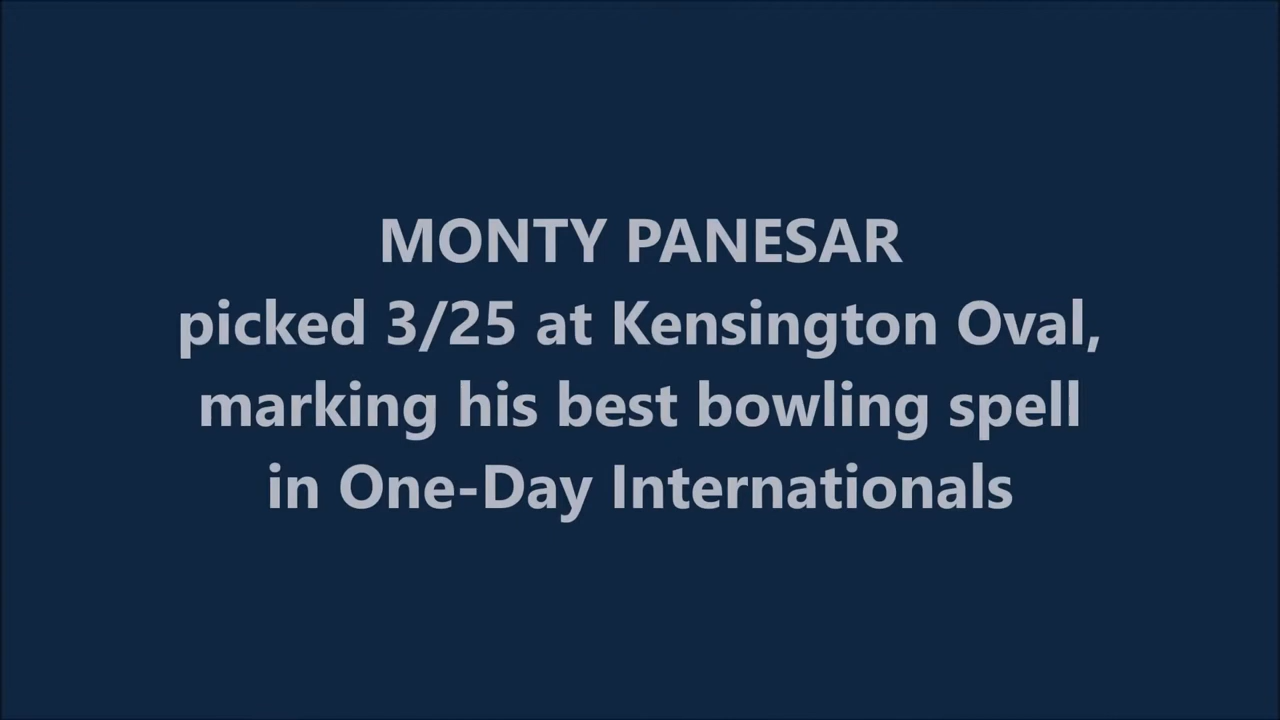 MONTY PANESAR
picked 3/25 at Kensington Oval,
marking his best bowling spell
in One-Day Internationals